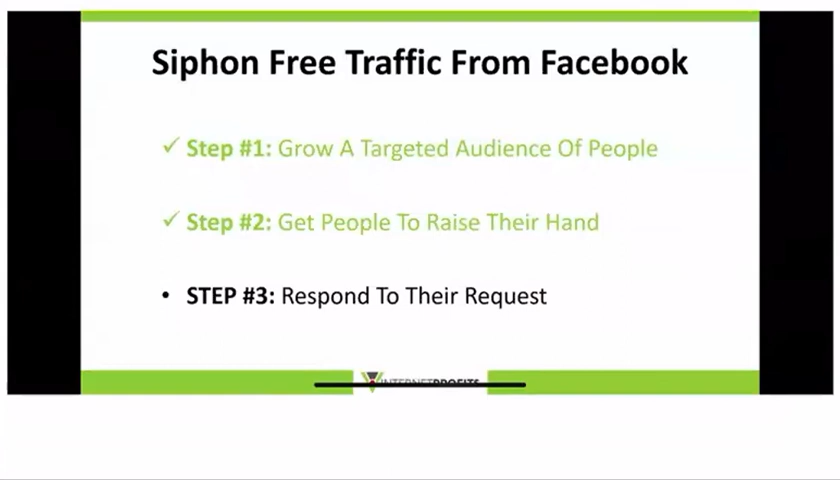 Siphon Free Traffic From Facebook
✓ Step #1: Grow A Targeted Audience Of People
✓ Step #2: Get People To Raise Their Hand
• STEP #3: Respond To Their Request
INTERNETPROFITS